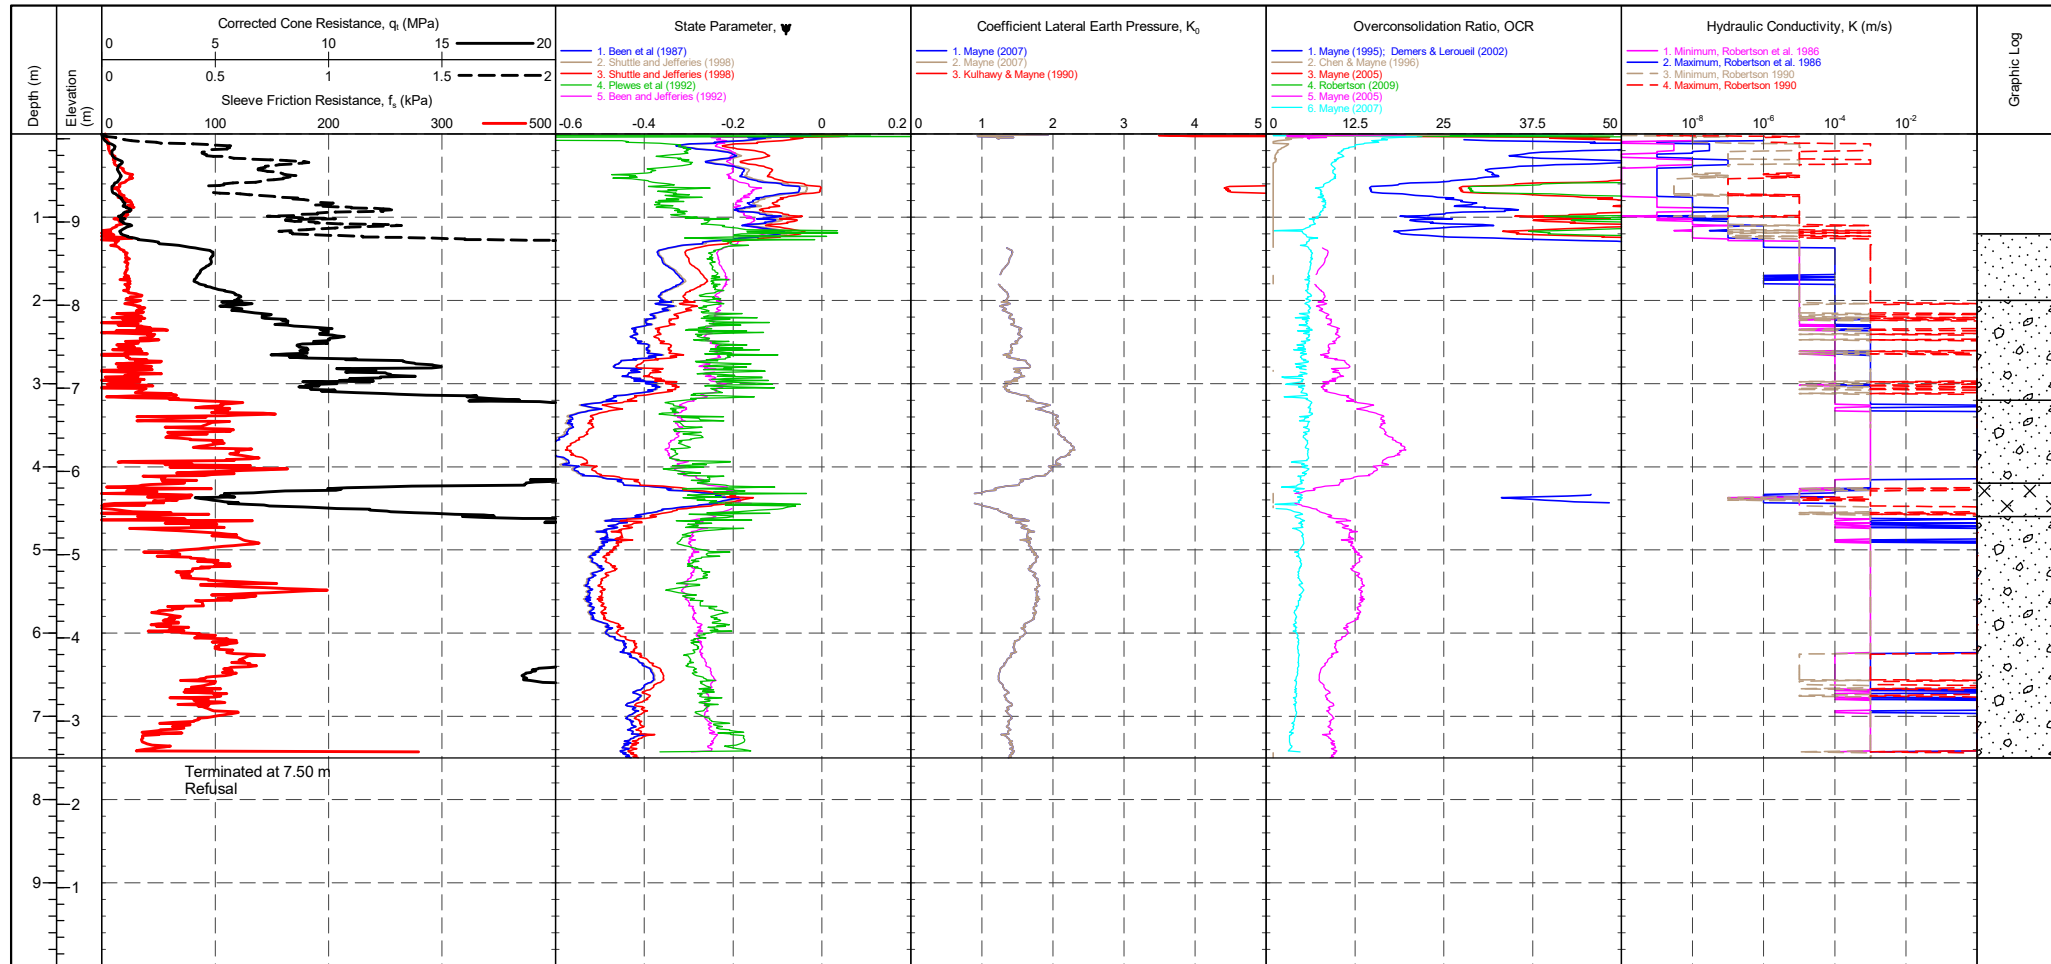 Corrected Cone Resistance, qt (MPa)
0 5 10 15 20
0 0.5 1 1.5 2
Sleeve Friction Resistance, fs (kPa)
100 200 300 500
State Parameter, ψ
1. Been et al (1987)
2. Shuttle and Jefferies (1998)
3. Shuttle and Jefferies (1998)
4. Plewes et al (1992)
5. Been and Jefferies (1992)
-0.6 -0.4 -0.2 0 0.2
Coefficient Lateral Earth Pressure, K0
1. Mayne (2007)
2. Mayne (2007)
3. Kulhawy & Mayne (1990)
0 1 2 3 4 5
Overconsolidation Ratio, OCR
1. Mayne (1995); Demers & Leroueil (2002)
2. Chen & Mayne (1996)
3. Mayne (2005)
4. Robertson (2009)
5. Mayne (2005)
6. Mayne (2007)
0 12.5 25 37.5 50
Hydraulic Conductivity, K (m/s)
1. Minimum, Robertson et al. 1986
2. Maximum, Robertson et al. 1986
3. Minimum, Robertson 1990
4. Maximum, Robertson 1990
10-8 10-6 10-4 10-2
Graphic Log
Depth (m)
Elevation
(m)
1 9
2 8
3 7
4 6
5 5
6 4
7 3
8 2
9 1
Terminated at 7.50 m
Refusal